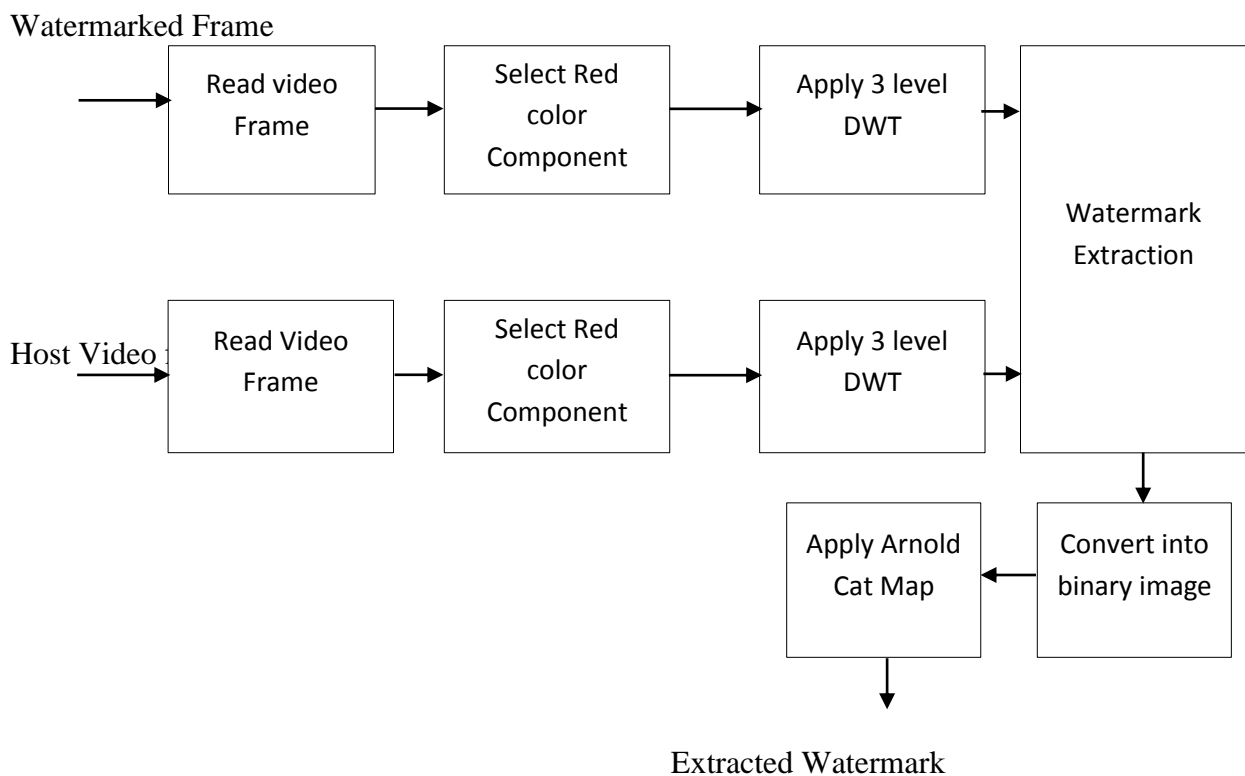 Watermarked Frame
Read video
Frame
Select Red
color
Component
Apply 3 level
DWT
Watermark
Extraction
Host Video
Read Video
Frame
Select Red
color
Component
Apply 3 level
DWT
Apply Arnold
Cat Map
Convert into
binary image
Extracted Watermark